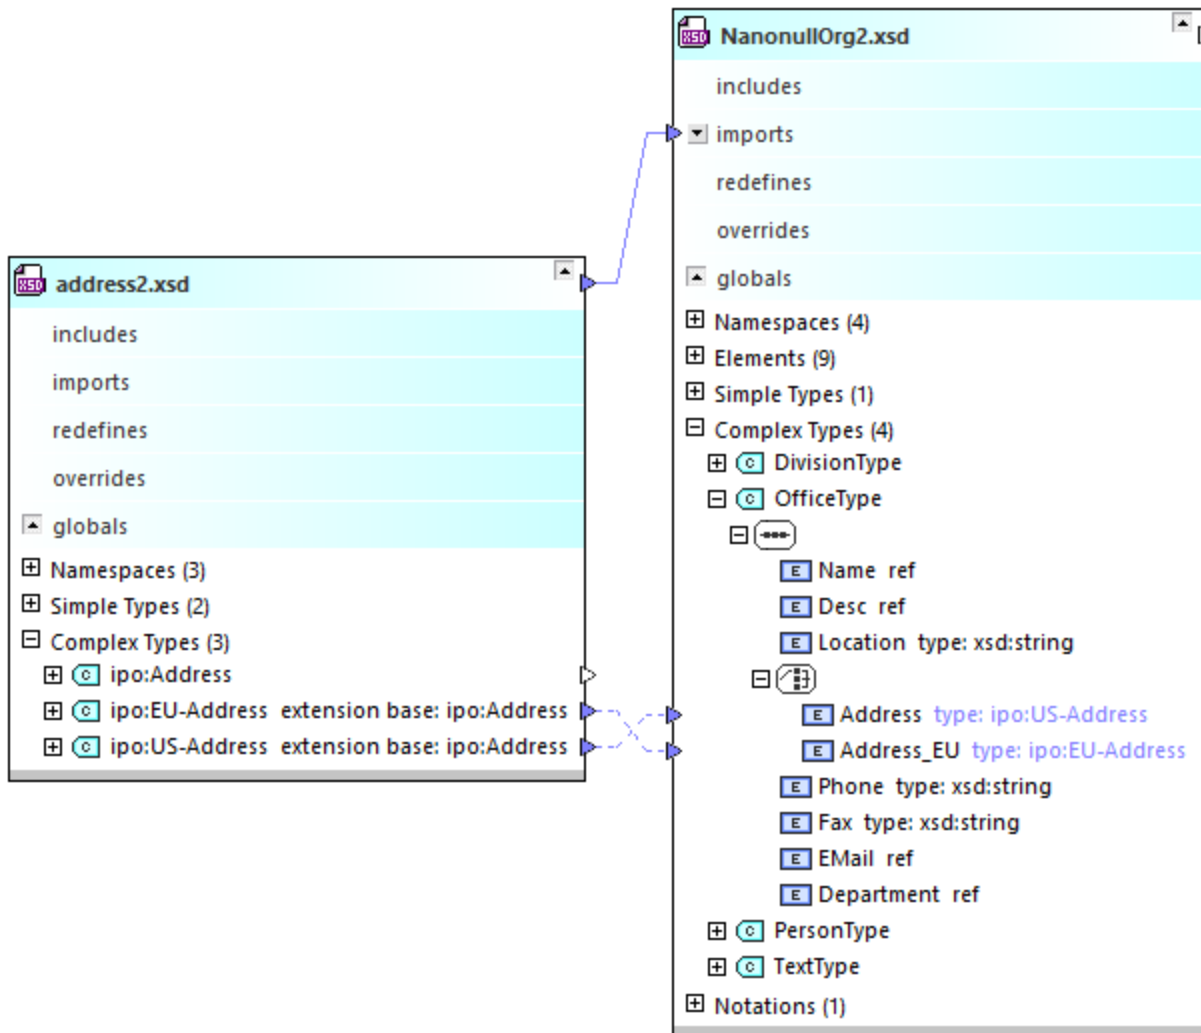 NanonullOrg2.xsd
includes
imports
redefines
overrides
globals
Namespaces (4)
Elements (9)
Simple Types (1)
Complex Types (4)
DivisionType
OfficeType
Name ref
Desc ref
Location type: xsd:string
Address type: ipo:US-Address
Address_EU type: ipo:EU-Address
Phone type: xsd:string
Fax type: xsd:string
EMail ref
Department ref
PersonType
TextType
Notations (1)
address2.xsd
includes
imports
redefines
overrides
globals
Namespaces (3)
Simple Types (2)
Complex Types (3)
ipo:Address
ipo:EU-Address extension base: ipo:Address
ipo:US-Address extension base: ipo:Address